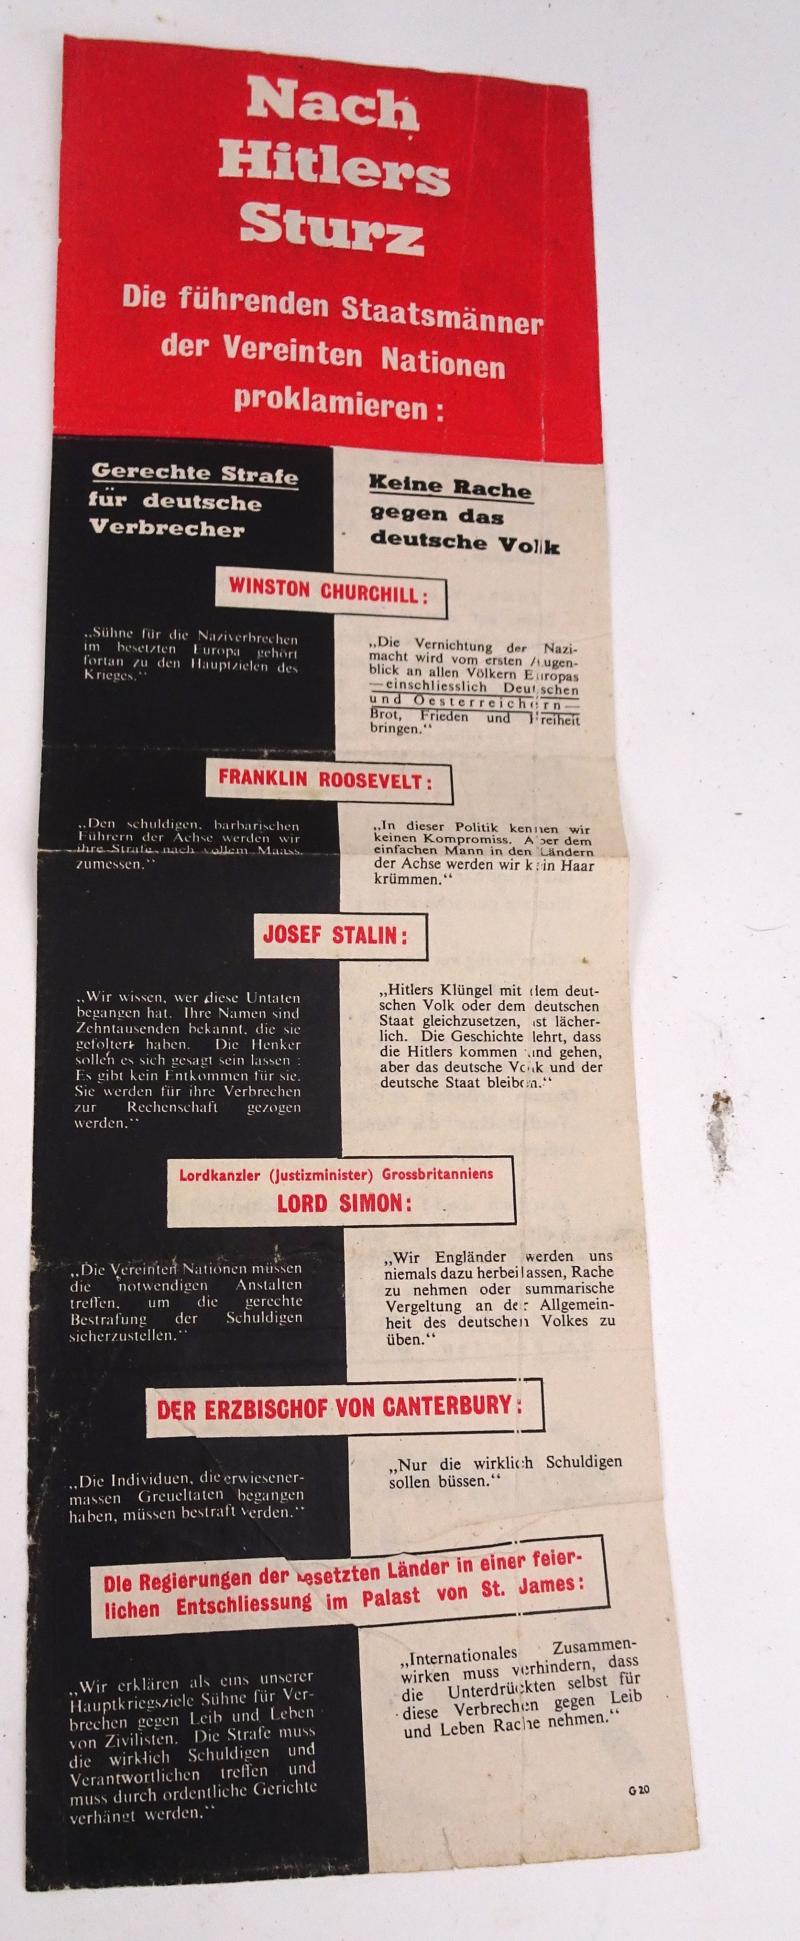 Nach
Hitlers
Sturz
Die führenden Staatsmänner
der Vereinten Nationen
proklamieren:
Gerechte Strafe
für deutsche
Verbrecher
Keine Rache
gegen das
deutsche Volk
WINSTON CHURCHILL:
„Sühne für die Naziverbrechen
im besetzten Europa gehört
fortan zu den Hauptzielen des
Krieges.“
„Die Vernichtung der Nazi-
macht wird vom ersten Augen-
blick an allen Völkern Europas
—einschliesslich Deutschen
und Oesterreichern—
Brot, Frieden und Freiheit
bringen.“
FRANKLIN ROOSEVELT:
„Den schuldigen, barbarischen
Führern der Achse werden wir
ihre Strafe nach vollem Maass
zumessen.“
„In dieser Politik kennen wir
keinen Kompromiss. Aber dem
einfachen Mann in den Ländern
der Achse werden wir kein Haar
krümmen.“
JOSEF STALIN:
„Wir wissen, wer diese Untaten
begangen hat. Ihre Namen sind
Zehntausenden bekannt, die sie
gefoltert haben. Die Henker
sollen es sich gesagt sein lassen:
Es gibt kein Entkommen für sie.
Sie werden für ihre Verbrechen
zur Rechenschaft gezogen
werden.“
„Hitlers Klüngel mit dem deut-
schen Volk oder dem deutschen
Staat gleichzusetzen, ist lächer-
lich. Die Geschichte lehrt, dass
die Hitlers kommen und gehen,
aber das deutsche Volk und der
deutsche Staat bleiben.“
Lordkanzler (Justizminister) Grossbritanniens
LORD SIMON:
„Die Vereinten Nationen müssen
die notwendigen Anstalten
treffen, um die gerechte
Bestrafung der Schuldigen
sicherzustellen.“
„Wir Engländer werden uns
niemals dazu herbeilassen, Rache
zu nehmen oder summarische
Vergeltung an der Allgemein-
heit des deutschen Volkes zu
üben.“
DER ERZBISCHOF VON CANTERBURY:
„Die Individuen, die erwiesener-
massen Greueltaten begangen
haben, müssen bestraft werden.“
„Nur die wirklich Schuldigen
sollen büssen.“
Die Regierungen der besetzten Länder in einer feier-
lichen Entschliessung im Palast von St. James:
„Wir erklären als eins unserer
Hauptkriegsziele Sühne für Ver-
brechen gegen Leib und Leben
von Zivilisten. Die Strafe muss
die wirklich Schuldigen und
Verantwortlichen treffen und
muss durch ordentliche Gerichte
verhängt werden.“
„Internationales Zusammen-
wirken muss verhindern, dass
die Unterdrückten selbst für
diese Verbrechen gegen Leib
und Leben Rache nehmen.“
G 20